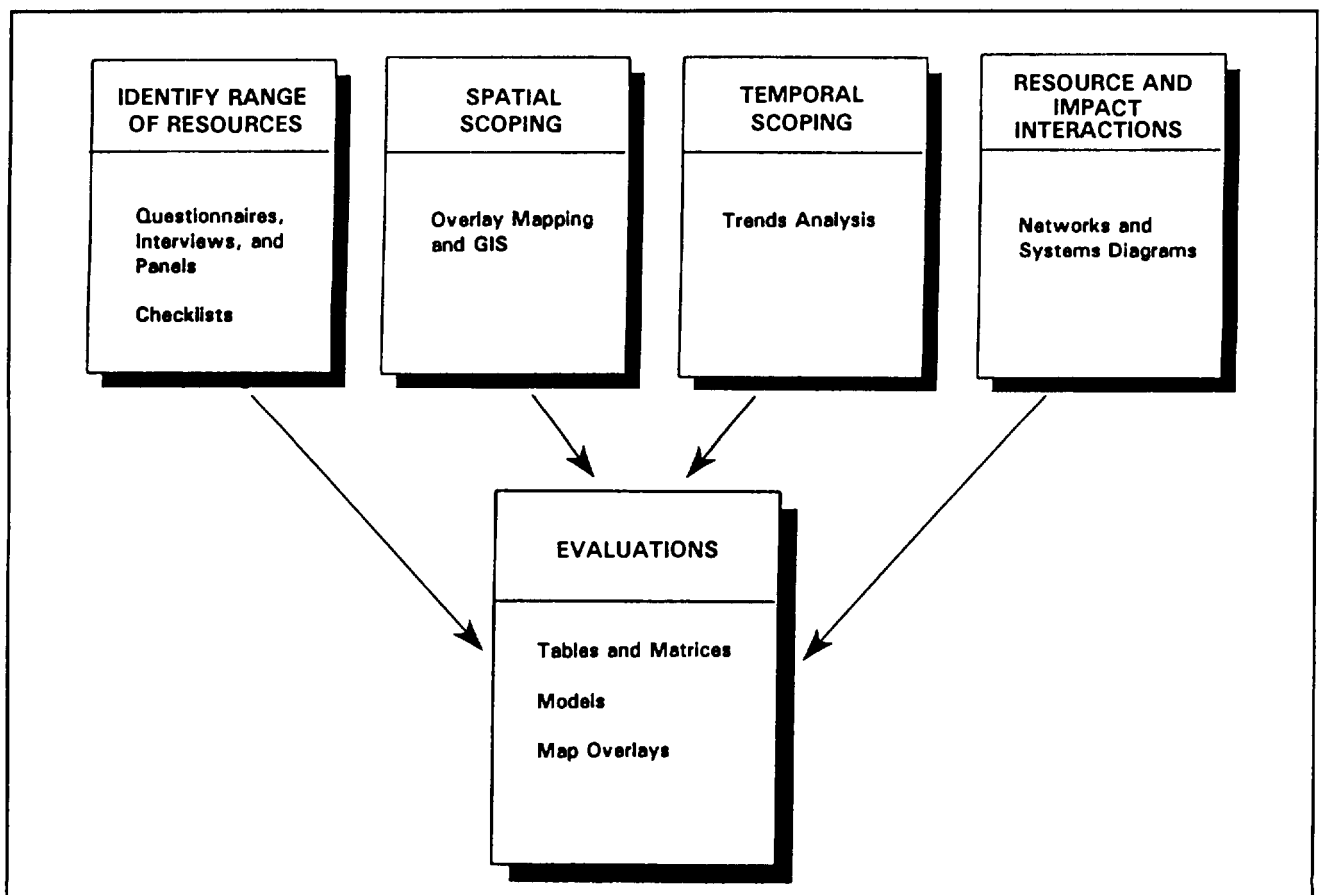 IDENTIFY RANGE
OF RESOURCES
Questionnaires,
Interviews, and
Panels
Checklists
SPATIAL
SCOPING
Overlay Mapping
and GIS
TEMPORAL
SCOPING
Trends Analysis
RESOURCE AND
IMPACT
INTERACTIONS
Networks and
Systems Diagrams
EVALUATIONS
Tables and Matrices
Models
Map Overlays